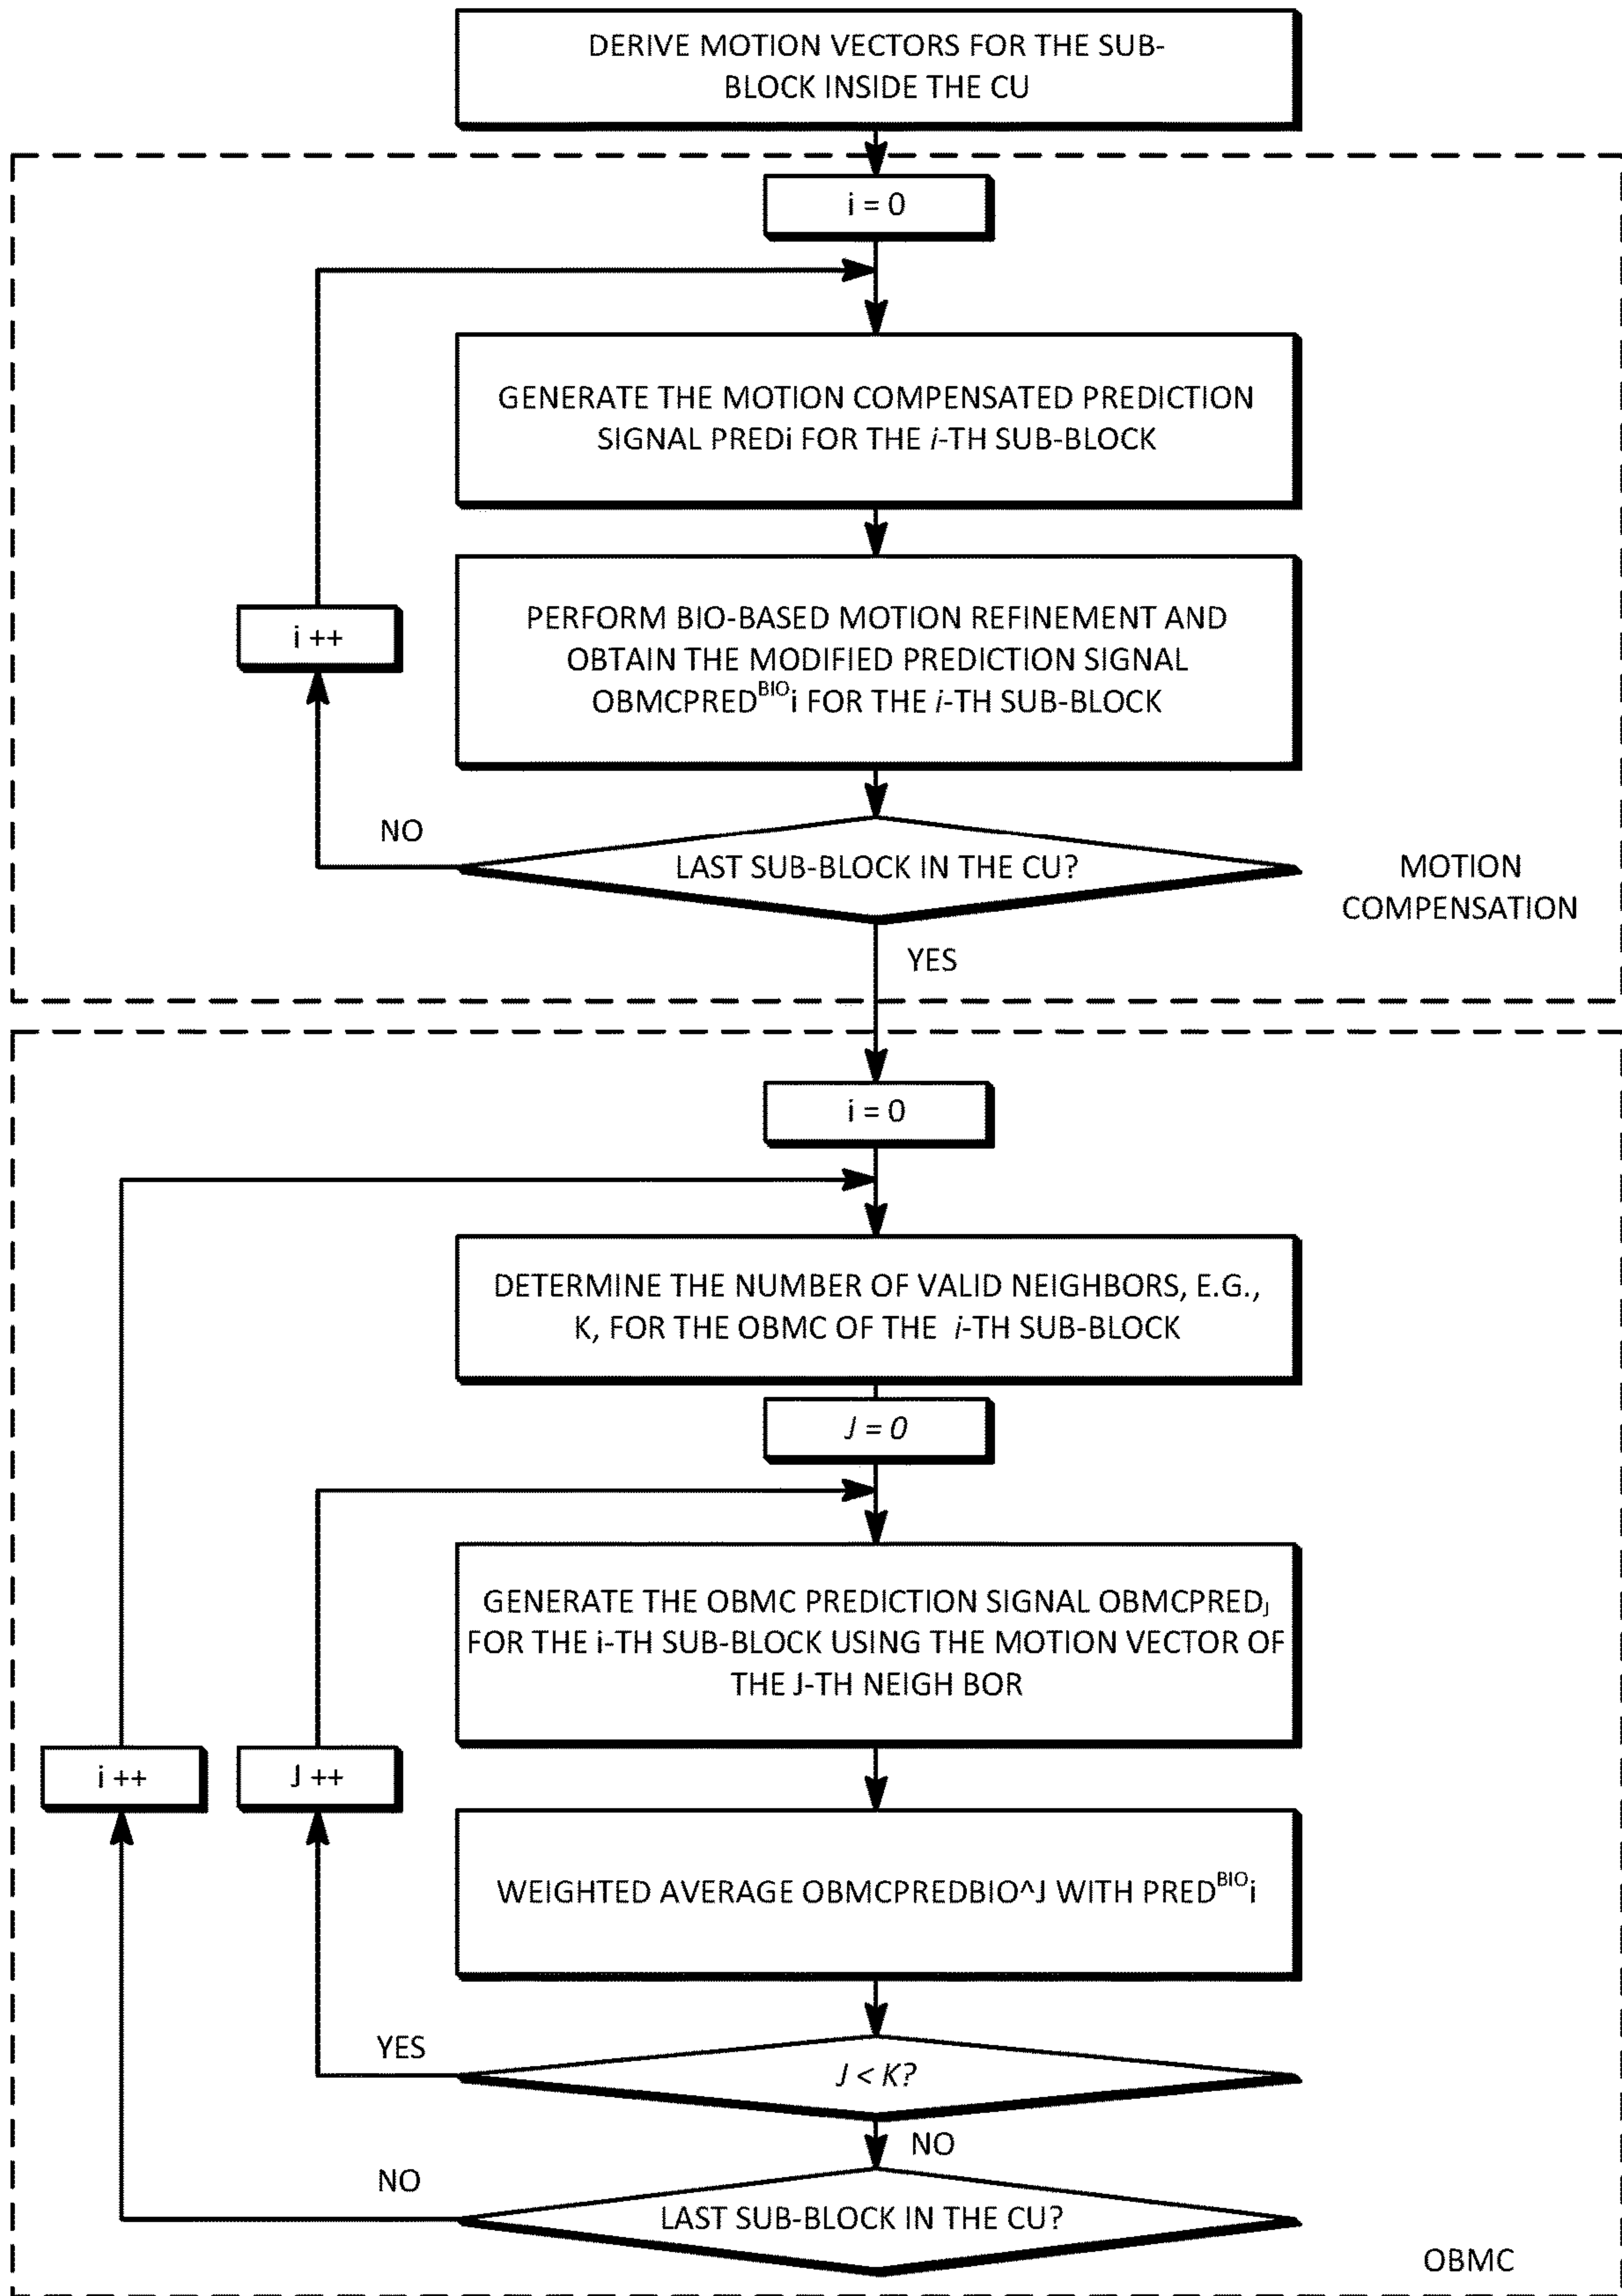 DERIVE MOTION VECTORS FOR THE SUB-
BLOCK INSIDE THE CU
i = 0
GENERATE THE MOTION COMPENSATED PREDICTION
SIGNAL PREDi FOR THE i-TH SUB-BLOCK
PERFORM BIO-BASED MOTION REFINEMENT AND
OBTAIN THE MODIFIED PREDICTION SIGNAL
OBMCPRED^BIO i FOR THE i-TH SUB-BLOCK
i ++
NO
LAST SUB-BLOCK IN THE CU?
MOTION
COMPENSATION
YES
i = 0
DETERMINE THE NUMBER OF VALID NEIGHBORS, E.G.,
K, FOR THE OBMC OF THE i-TH SUB-BLOCK
J = 0
GENERATE THE OBMC PREDICTION SIGNAL OBMCPREDJ
FOR THE i-TH SUB-BLOCK USING THE MOTION VECTOR OF
THE J-TH NEIGH BOR
i ++
J ++
WEIGHTED AVERAGE OBMCPREDBIO^J WITH PRED^BIO i
YES
J < K?
NO
NO
LAST SUB-BLOCK IN THE CU?
OBMC